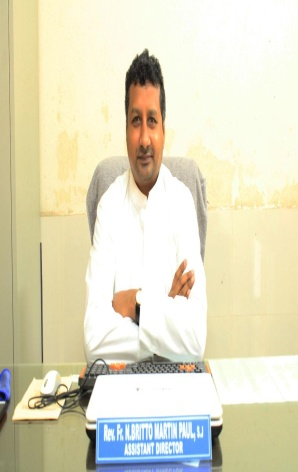 Rev. Fr. N.BRITTO MARTIN PAUL, S.J
ASSISTANT DIRECTOR